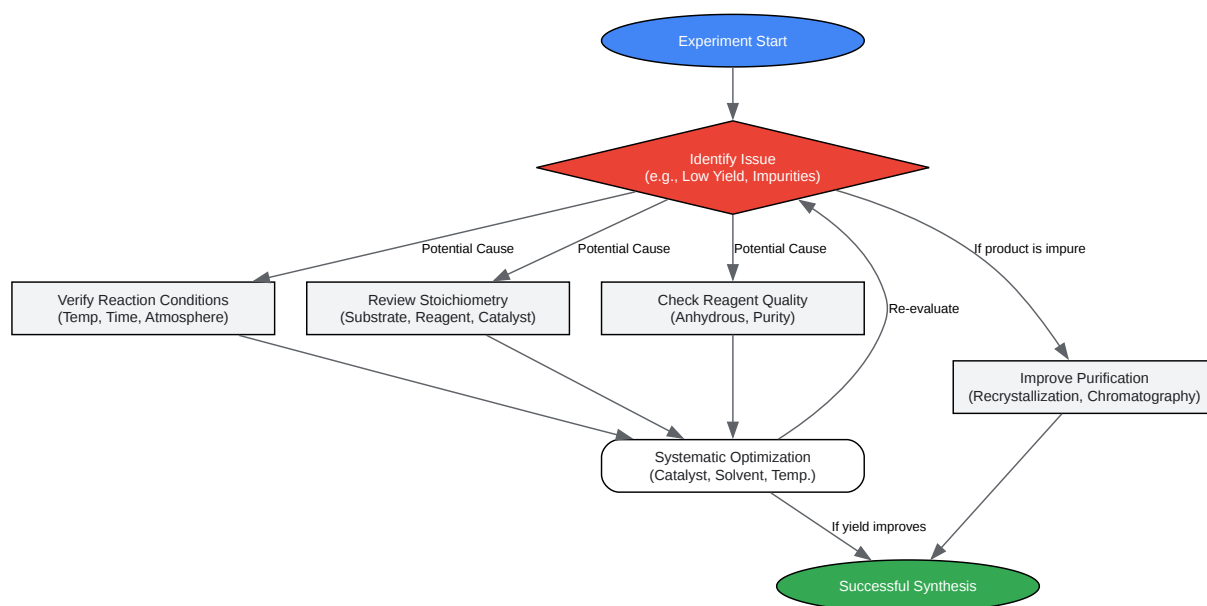 Experiment Start
Identify Issue
(e.g., Low Yield, Impurities)
Potential Cause
Potential Cause
Potential Cause
If product is impure
Verify Reaction Conditions
(Temp, Time, Atmosphere)
Review Stoichiometry
(Substrate, Reagent, Catalyst)
Check Reagent Quality
(Anhydrous, Purity)
Re-evaluate
Improve Purification
(Recrystallization, Chromatography)
Systematic Optimization
(Catalyst, Solvent, Temp.)
If yield improves
Successful Synthesis